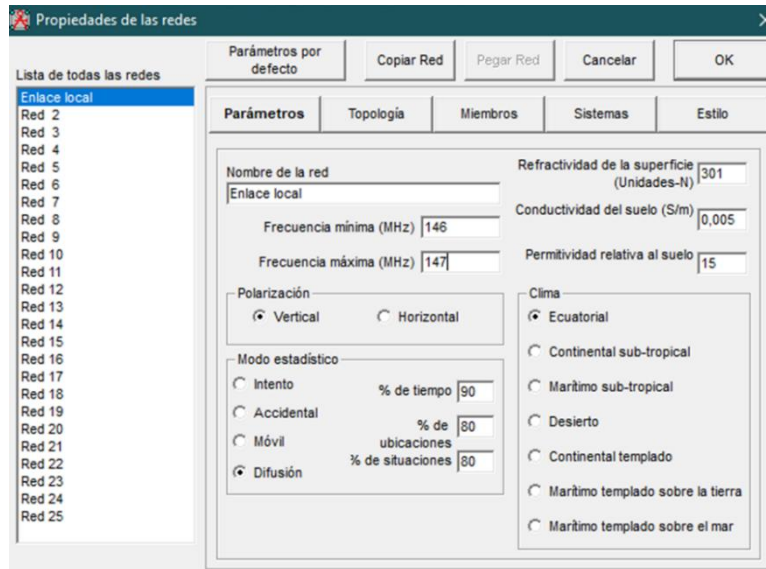 Propiedades de las redes
Parámetros por
defecto
Copiar Red
Pegar Red
Cancelar
OK
Lista de todas las redes
Enlace local
Red 2
Red 3
Red 4
Red 5
Red 6
Red 7
Red 8
Red 9
Red 10
Red 11
Red 12
Red 13
Red 14
Red 15
Red 16
Red 17
Red 18
Red 19
Red 20
Red 21
Red 22
Red 23
Red 24
Red 25
Parámetros
Topología
Miembros
Sistemas
Estilo
Nombre de la red
Enlace local
Frecuencia mínima (MHz) 146
Frecuencia máxima (MHz) 147
Polarización
Vertical
Horizontal
Modo estadístico
Intento
Accidental
Móvil
Difusión
% de tiempo 90
% de
ubicaciones
80
% de situaciones 80
Refractividad de la superficie
(Unidades-N)
301
Conductividad del suelo (S/m)
0,005
Permitividad relativa al suelo
15
Clima
Ecuatorial
Continental sub-tropical
Marítimo sub-tropical
Desierto
Continental templado
Marítimo templado sobre la tierra
Marítimo templado sobre el mar